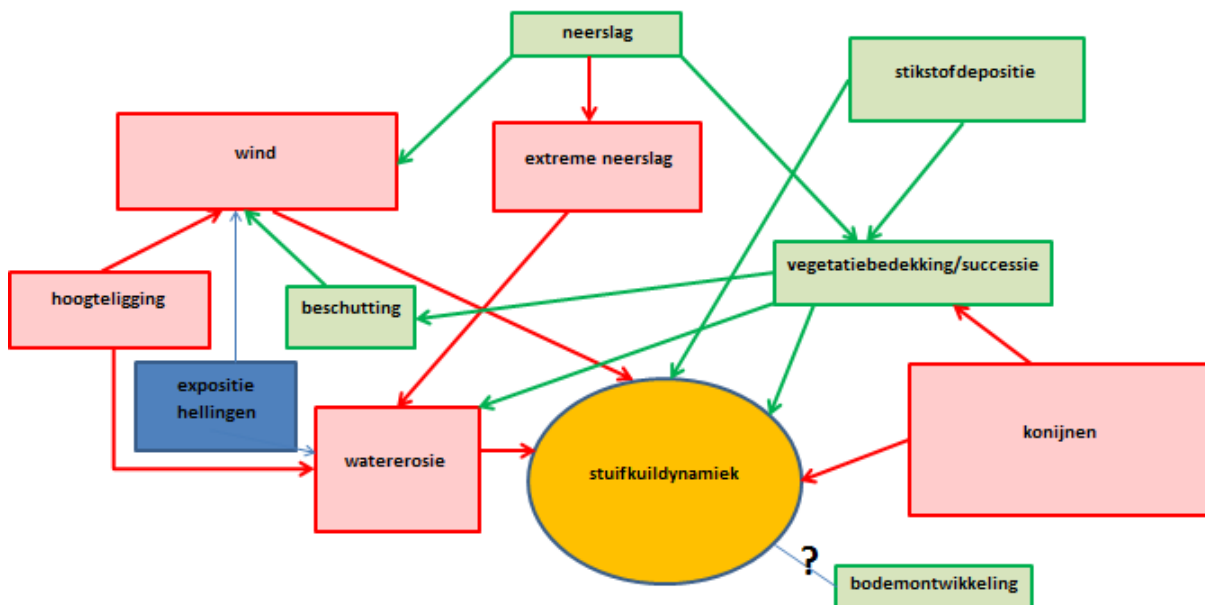 neerslag
stikstofdepositie
wind
extreme neerslag
vegetatiebedekking/successie
hoogteligging
beschutting
expositie
hellingen
konijnen
watererosie
stuifkuildynamiek
?
bodemontwikkeling